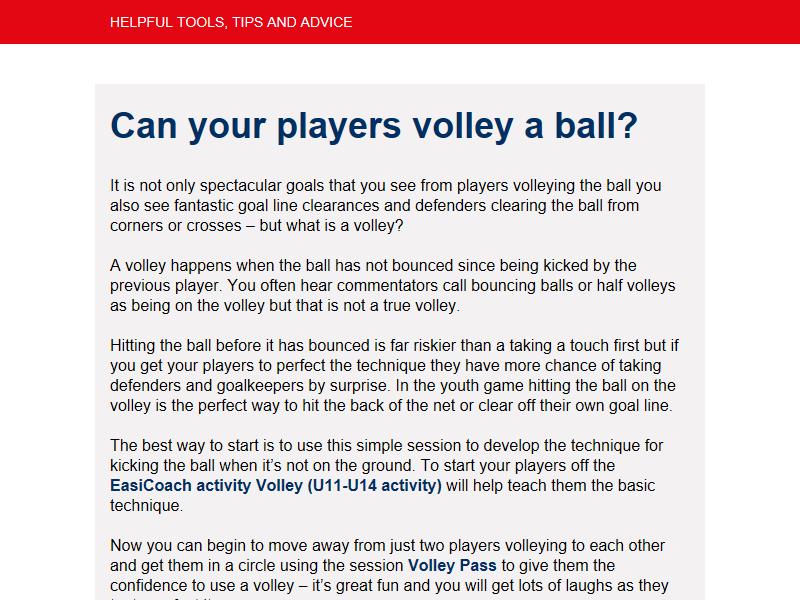 HELPFUL TOOLS, TIPS AND ADVICE
Can your players volley a ball?
It is not only spectacular goals that you see from players volleying the ball you
also see fantastic goal line clearances and defenders clearing the ball from
corners or crosses – but what is a volley?
A volley happens when the ball has not bounced since being kicked by the
previous player. You often hear commentators call bouncing balls or half volleys
as being on the volley but that is not a true volley.
Hitting the ball before it has bounced is far riskier than a taking a touch first but if
you get your players to perfect the technique they have more chance of taking
defenders and goalkeepers by surprise. In the youth game hitting the ball on the
volley is the perfect way to hit the back of the net or clear off their own goal line.
The best way to start is to use this simple session to develop the technique for
kicking the ball when it’s not on the ground. To start your players off the
EasiCoach activity Volley (U11-U14 activity) will help teach them the basic
technique.
Now you can begin to move away from just two players volleying to each other
and get them in a circle using the session Volley Pass to give them the
confidence to use a volley – it’s great fun and you will get lots of laughs as they